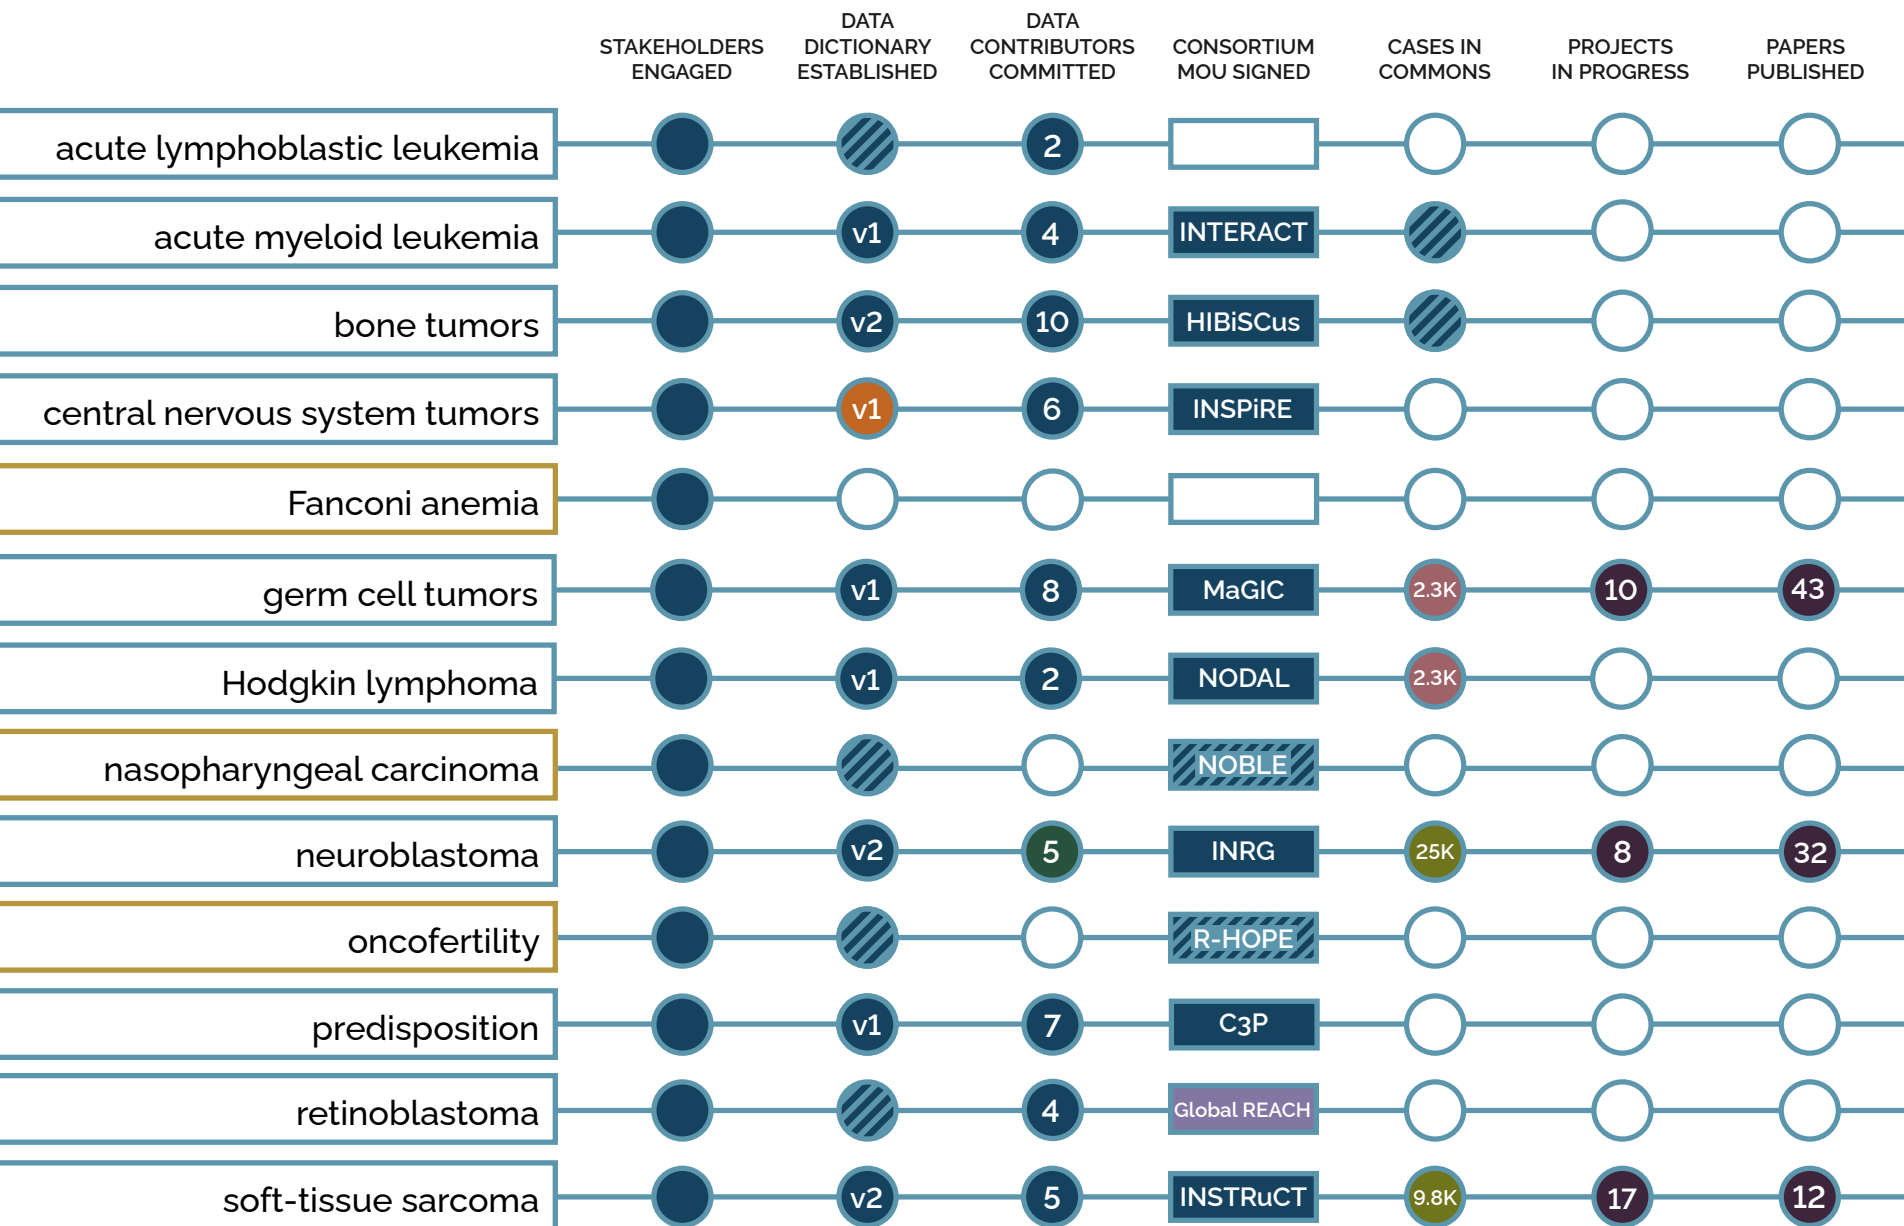 STAKEHOLDERS
ENGAGED
DATA
DICTIONARY
ESTABLISHED
DATA
CONTRIBUTORS
COMMITTED
CONSORTIUM
MOU SIGNED
CASES IN
COMMONS
PROJECTS
IN PROGRESS
PAPERS
PUBLISHED
acute lymphoblastic leukemia 2
acute myeloid leukemia v1 4 INTERACT
bone tumors v2 10 HIBiSCus
central nervous system tumors v1 6 INSPiRE
Fanconi anemia
germ cell tumors v1 8 MaGIC 2.3K 10 43
Hodgkin lymphoma v1 2 NODAL 2.3K
nasopharyngeal carcinoma NOBLE
neuroblastoma v2 5 INRG 25K 8 32
oncofertility R-HOPE
predisposition v1 7 C3P
retinoblastoma 4 Global REACH
soft-tissue sarcoma v2 5 INSTRuCT 9.8K 17 12